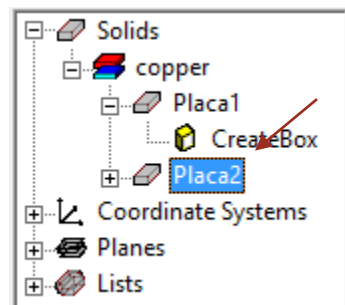 Solids
copper
Placa1
CreateBox
Placa2
Coordinate Systems
Planes
Lists